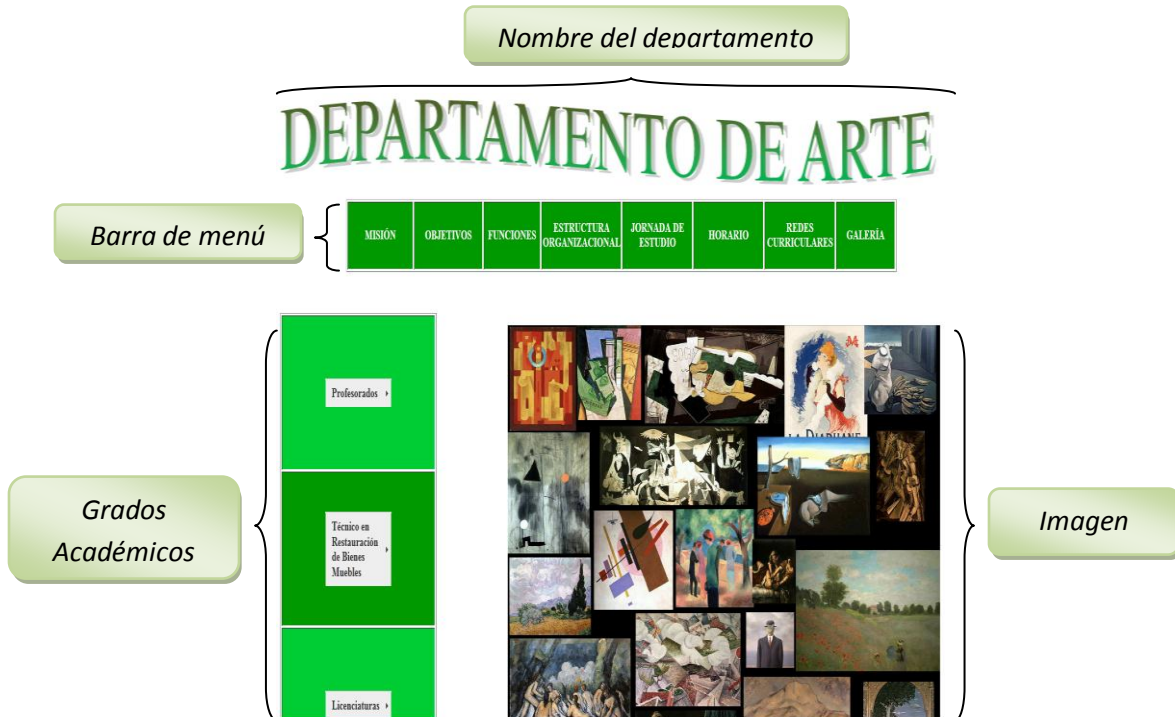 Nombre del departamento
DEPARTAMENTO DE ARTE
Barra de menú
MISIÓN
OBJETIVOS
FUNCIONES
ESTRUCTURA
ORGANIZACIONAL
JORNADA DE
ESTUDIO
HORARIO
REDES
CURRICULARES
GALERÍA
Profesorados
Grados
Académicos
Técnico en
Restauración
de Bienes
Muebles
Licenciaturas
Imagen